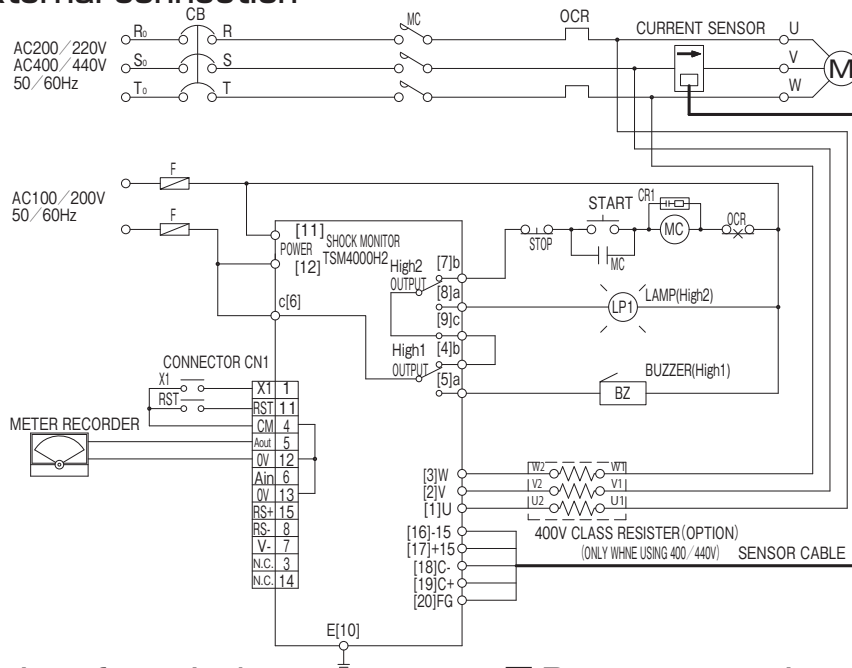 ternal connection
CB
MC
OCR
CURRENT SENSOR
AC200/220V
AC400/440V
50/60Hz
R0 R
S0 S
T0 T
U
V
W
M
AC100/200V
50/60Hz
F
F
[11]
POWER
[12]
SHOCK MONITOR
TSM4000H2
c[6]
High2
OUTPUT
[7]b
[8]a
[9]c
High1
OUTPUT
[4]b
[5]a
STOP
START
MC
CR1
MC
OCR
LP1
LAMP(High2)
BZ
BUZZER(High1)
CONNECTOR CN1
X1
RST
METER RECORDER
X1 1
RST 11
CM 4
Aout 5
0V 12
Ain 6
0V 13
RS+ 15
RS- 8
V- 7
N.C. 3
N.C. 14
[3]W
[2]V
[1]U
W2 W1
V2 V1
U2 U1
400V CLASS RESISTER(OPTION)
(ONLY WHNE USING 400/440V)
SENSOR CABLE
[16]-15
[17]+15
[18]C-
[19]C+
[20]FG
E[10]